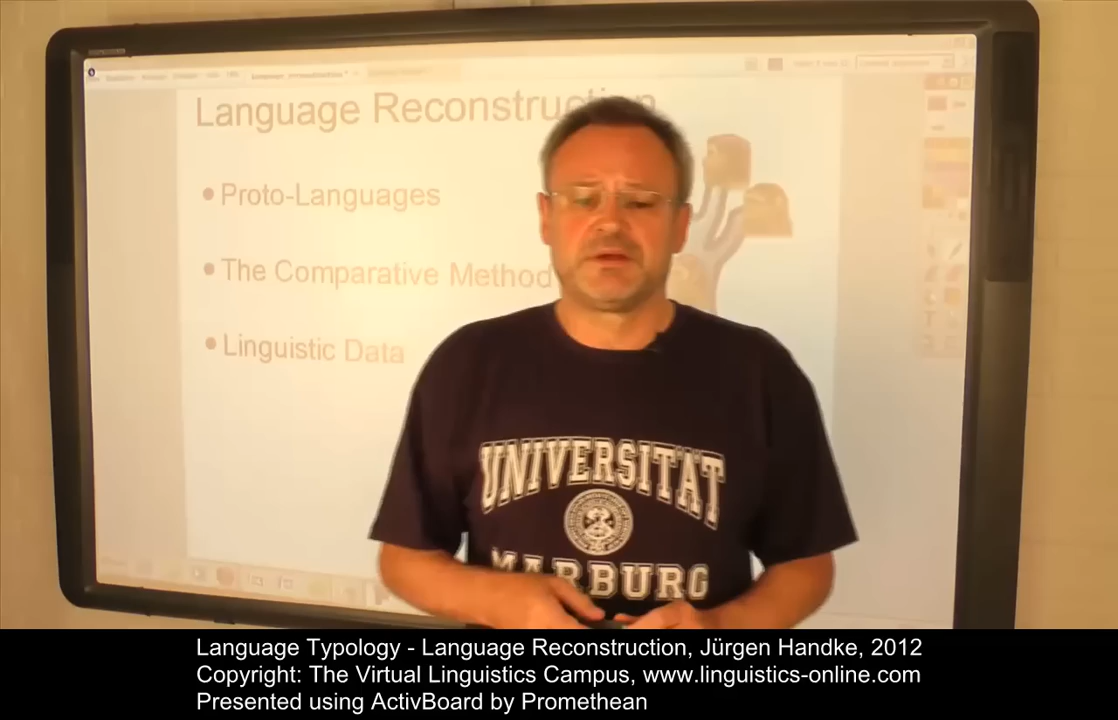 Language Reconstruction
• Proto-Languages
• The Comparative Method
• Linguistic Data
UNIVERSITÄT
MARBURG
Language Typology - Language Reconstruction, Jürgen Handke, 2012
Copyright: The Virtual Linguistics Campus, www.linguistics-online.com
Presented using ActivBoard by Promethean